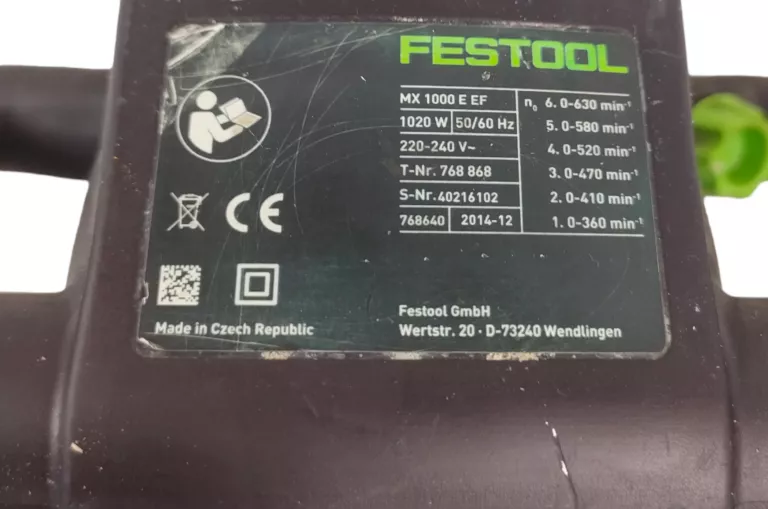 FESTOOL
MX 1000 E EF
1020 W 50/60 Hz
220-240 V~
T-Nr. 768 868
S-Nr. 40216102
768640 2014-12
n₀ 6. 0-630 min⁻¹
5. 0-580 min⁻¹
4. 0-520 min⁻¹
3. 0-470 min⁻¹
2. 0-410 min⁻¹
1. 0-360 min⁻¹
CE
Made in Czech Republic
Festool GmbH
Wertstr. 20 · D-73240 Wendlingen